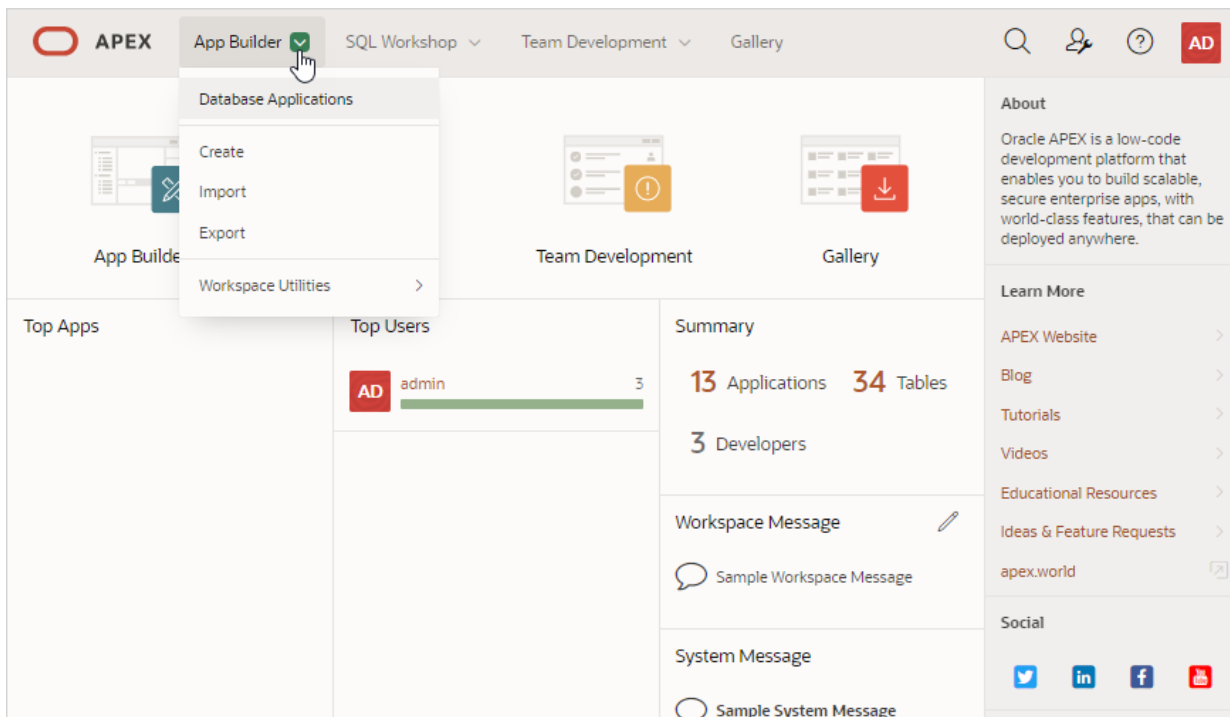 APEX
App Builder
SQL Workshop
Team Development
Gallery
AD
Database Applications
Create
Import
Export
Workspace Utilities
App Builde
Team Development
Gallery
Top Apps
Top Users
AD
admin
3
Summary
13 Applications
34 Tables
3 Developers
Workspace Message
Sample Workspace Message
System Message
Sample System Message
About
Oracle APEX is a low-code
development platform that
enables you to build scalable,
secure enterprise apps, with
world-class features, that can be
deployed anywhere.
Learn More
APEX Website
Blog
Tutorials
Videos
Educational Resources
Ideas & Feature Requests
apex.world
Social